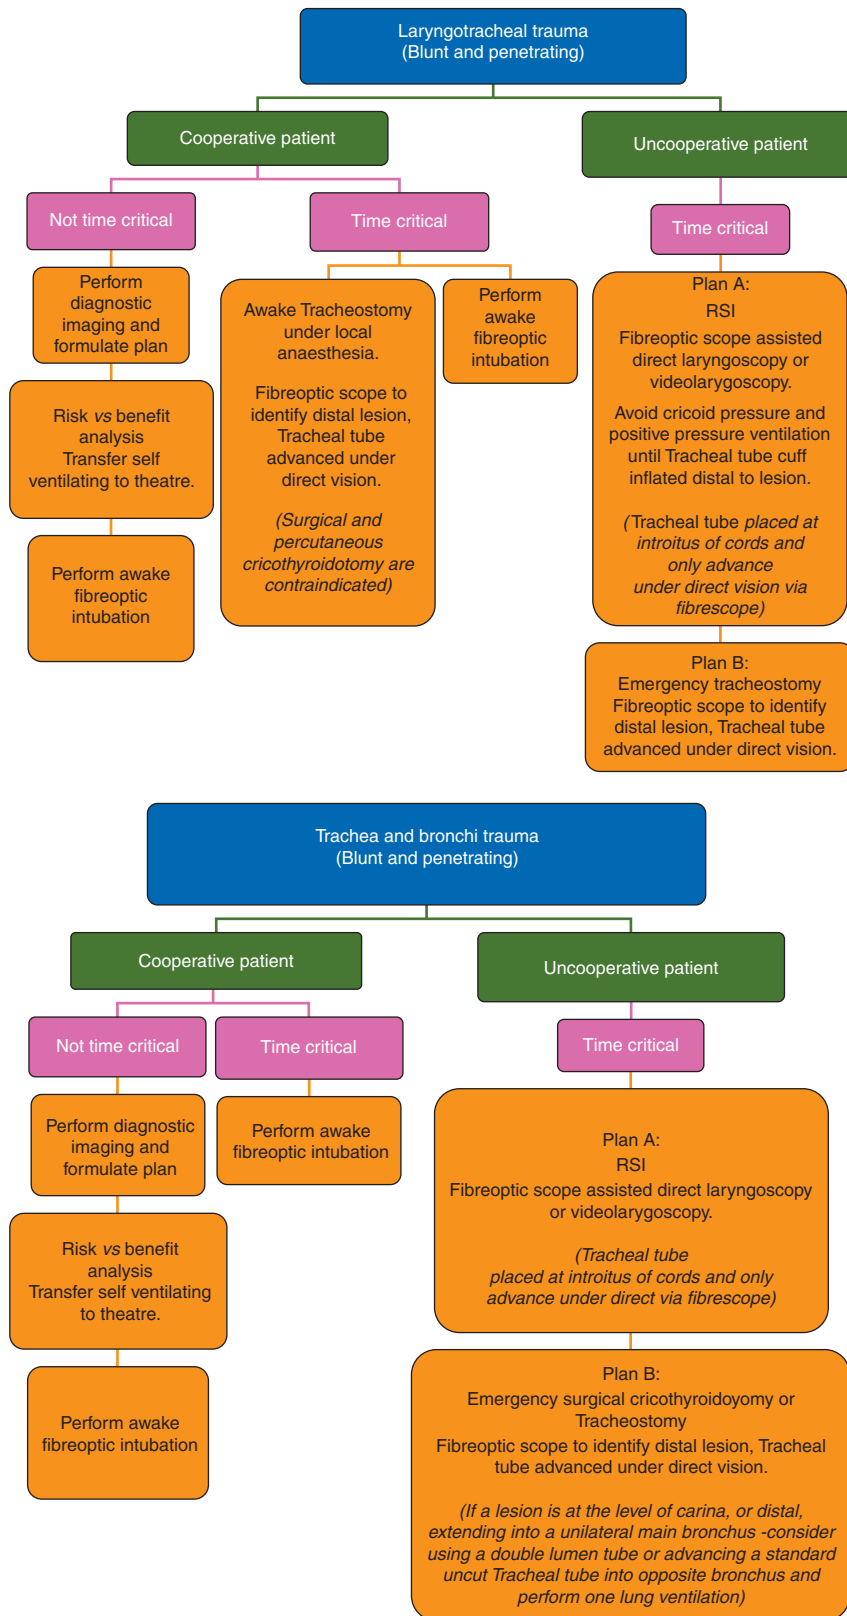 Laryngotracheal trauma
(Blunt and penetrating)
Cooperative patient
Uncooperative patient
Not time critical
Time critical
Time critical
Perform
diagnostic
imaging and
formulate plan
Risk vs benefit
analysis
Transfer self
ventilating to theatre.
Perform awake
fibreoptic
intubation
Awake Tracheostomy
under local
anaesthesia.
Fibreoptic scope to
identify distal lesion,
Tracheal tube
advanced under
direct vision.
(Surgical and
percutaneous
cricothyroidotomy are
contraindicated)
Perform
awake
fibreoptic
intubation
Plan A:
RSI
Fibreoptic scope assisted
direct laryngoscopy or
videolarygoscopy.
Avoid cricoid pressure and
positive pressure ventilation
until Tracheal tube cuff
inflated distal to lesion.
(Tracheal tube placed at
introitus of cords and
only advance
under direct vision via
fibrescope)
Plan B:
Emergency tracheostomy
Fibreoptic scope to identify
distal lesion, Tracheal tube
advanced under direct vision.
Trachea and bronchi trauma
(Blunt and penetrating)
Cooperative patient
Uncooperative patient
Not time critical
Time critical
Time critical
Perform diagnostic
imaging and
formulate plan
Risk vs benefit
analysis
Transfer self ventilating
to theatre.
Perform awake
fibreoptic intubation
Perform awake
fibreoptic intubation
Plan A:
RSI
Fibreoptic scope assisted direct laryngoscopy
or videolarygoscopy.
(Tracheal tube
placed at introitus of cords and only
advance under direct via fibrescope)
Plan B:
Emergency surgical cricothyroidoyomy or
Tracheostomy
Fibreoptic scope to identify distal lesion, Tracheal
tube advanced under direct vision.
(If a lesion is at the level of carina, or distal,
extending into a unilateral main bronchus -consider
using a double lumen tube or advancing a standard
uncut Tracheal tube into opposite bronchus and
perform one lung ventilation)